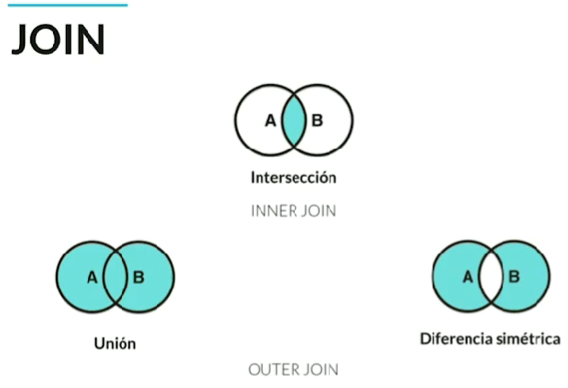 JOIN
A B
Intersección
INNER JOIN
A B
A B
Unión
Diferencia simétrica
OUTER JOIN